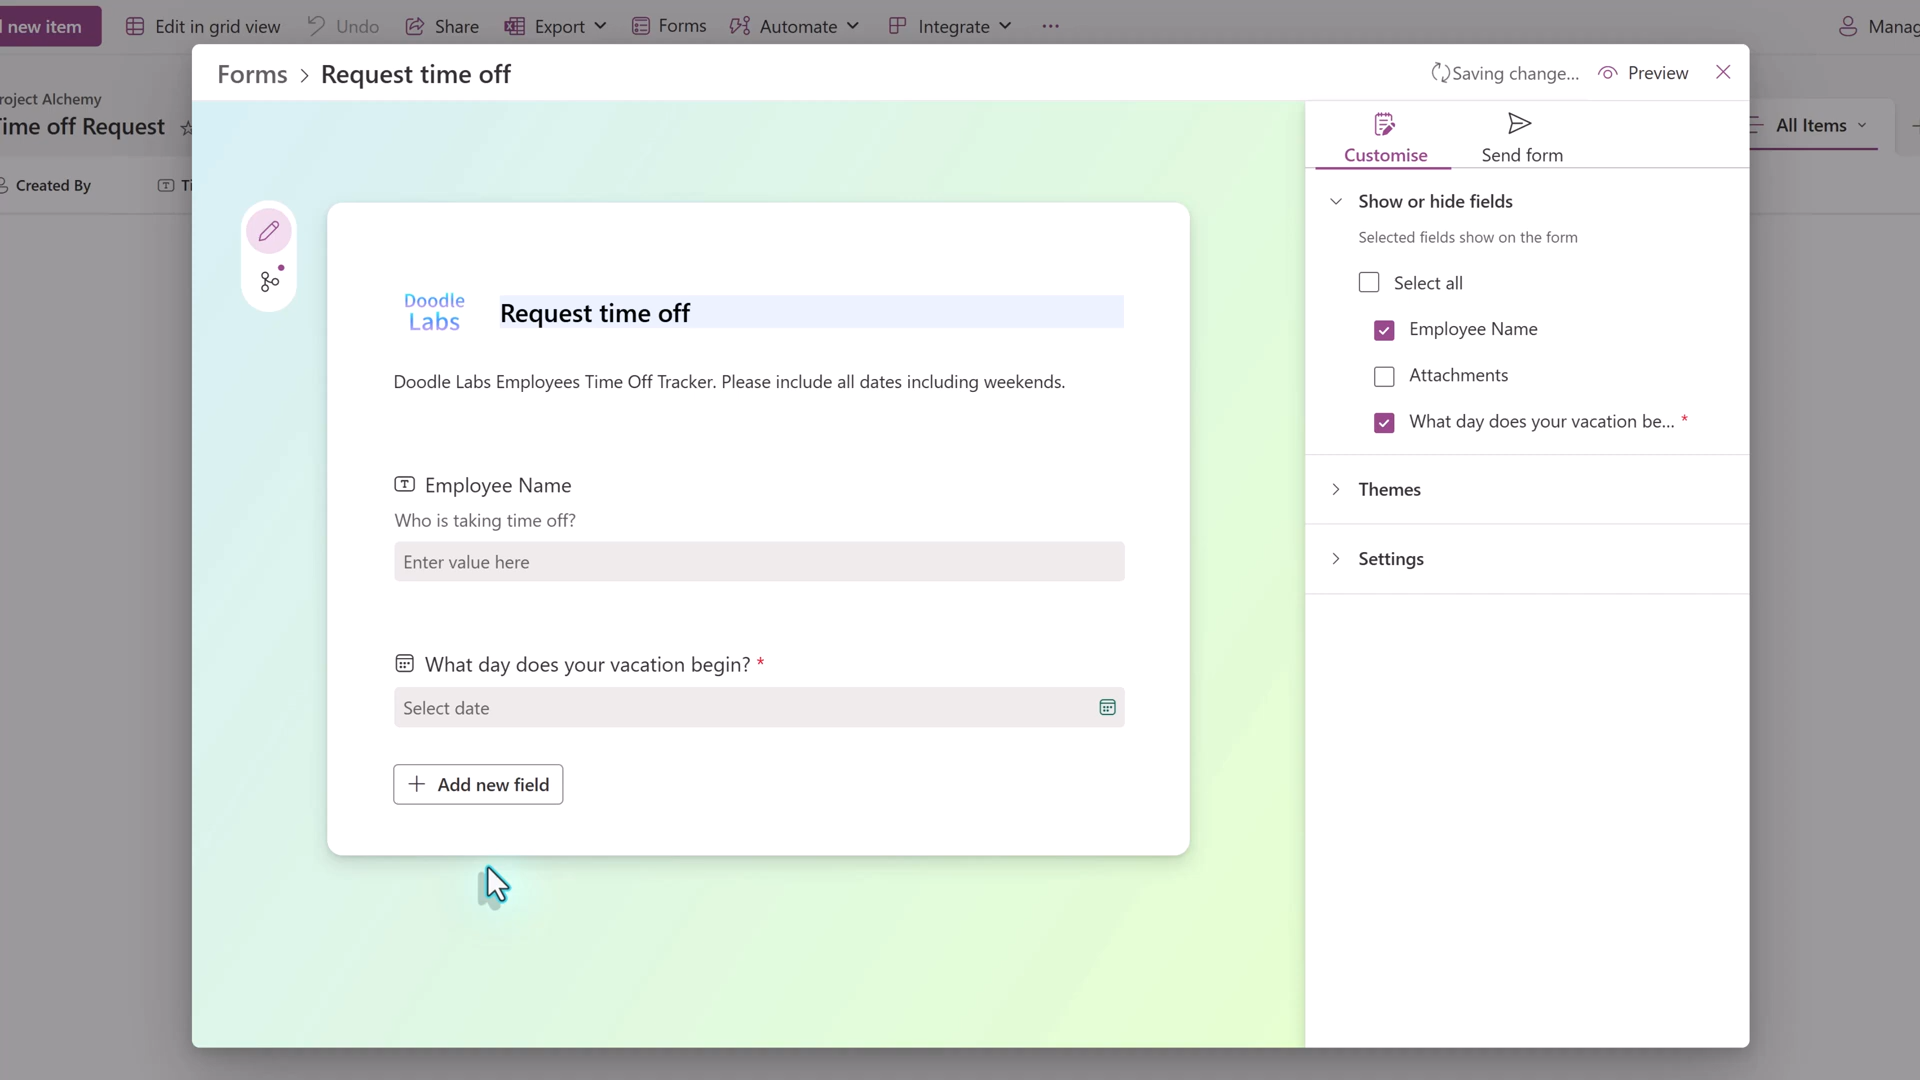 new item
Edit in grid view
Undo
Share
Export
Forms
Automate
Integrate
Manag
Forms > Request time off
Saving change...
Preview
roject Alchemy
ime off Request
All Items
Created By
Ti
Customise
Send form
Show or hide fields
Selected fields show on the form
Select all
Employee Name
Attachments
What day does your vacation be... *
Themes
Settings
Doodle
Labs
Request time off
Doodle Labs Employees Time Off Tracker. Please include all dates including weekends.
Employee Name
Who is taking time off?
Enter value here
What day does your vacation begin? *
Select date
Add new field